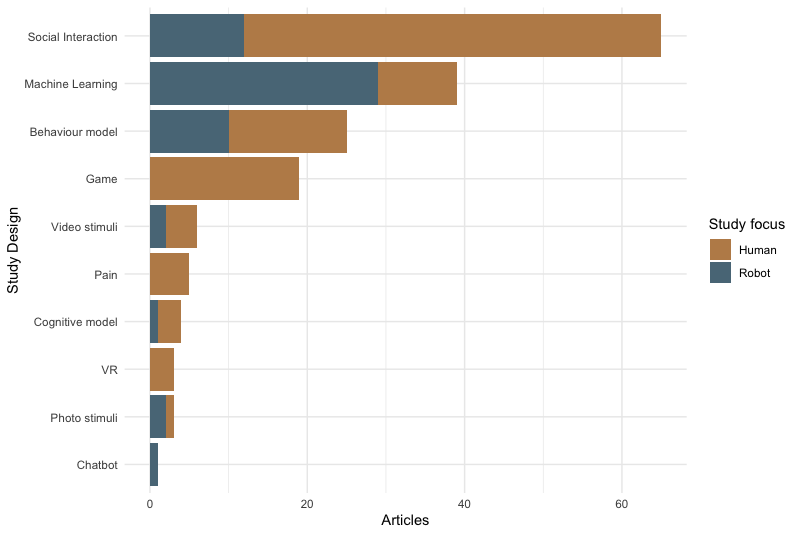 Social Interaction
Machine Learning
Behaviour model
Game
Video stimuli
Pain
Cognitive model
VR
Photo stimuli
Chatbot
Study Design
0 20 40 60
Articles
Study focus
Human
Robot